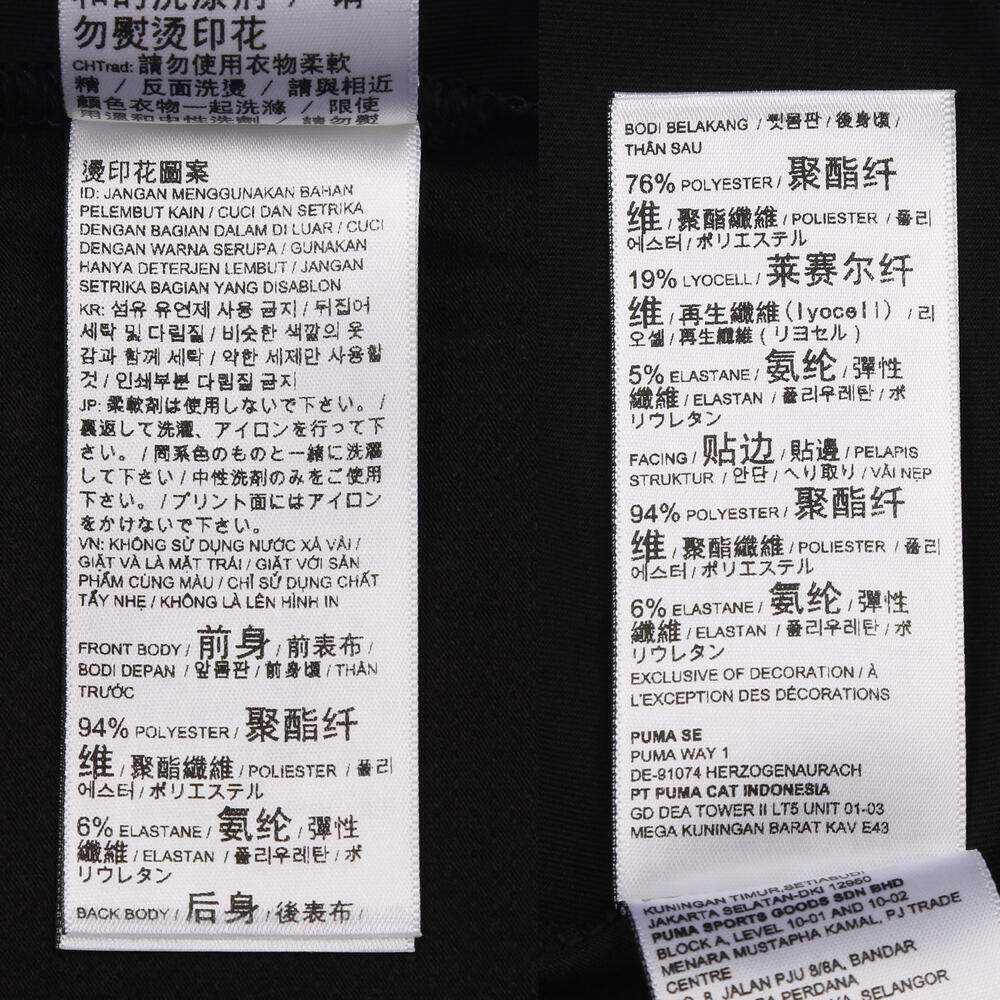 勿熨烫印花
CHTrad: 請勿使用衣物柔軟
精 / 反面洗燙 / 請與相近
顏色衣物一起洗滌 / 限使
用溫和中性洗劑 / 請勿熨
燙印花圖案
ID: JANGAN MENGGUNAKAN BAHAN
PELEMBUT KAIN / CUCI DAN SETRIKA
DENGAN BAGIAN DALAM DI LUAR / CUCI
DENGAN WARNA SERUPA / GUNAKAN
HANYA DETERJEN LEMBUT / JANGAN
SETRIKA BAGIAN YANG DISABLON
KR: 섬유 유연제 사용 금지 / 뒤집어
세탁 및 다림질 / 비슷한 색깔의 옷
감과 함께 세탁 / 약한 세제만 사용할
것 / 인쇄부분 다림질 금지
JP: 柔軟剤は使用しないで下さい。 /
裏返して洗濯、アイロンを行って下
さい。 / 同系色のものと一緒に洗濯
して下さい / 中性洗剤のみをご使用
下さい。 / プリント面にはアイロン
をかけないで下さい。
VN: KHÔNG SỬ DỤNG NƯỚC XẢ VẢI /
GIẶT VÀ LÀ MẶT TRÁI / GIẶT VỚI SẢN
PHẨM CÙNG MÀU / CHỈ SỬ DỤNG CHẤT
TẨY NHẸ / KHÔNG LÀ LÊN HÌNH IN
FRONT BODY / 前身 / 前表布 /
BODI DEPAN / 앞몸판 / 前身頃 / THÂN
TRƯỚC
94% POLYESTER / 聚酯纤
维 / 聚酯纖維 / POLIESTER / 폴리
에스터 / ポリエステル
6% ELASTANE / 氨纶 / 彈性
纖維 / ELASTAN / 폴리우레탄 / ポ
リウレタン
BACK BODY / 后身 / 後表布 /
BODI BELAKANG / 뒷몸판 / 後身頃 /
THÂN SAU
76% POLYESTER / 聚酯纤
维 / 聚酯纖維 / POLIESTER / 폴리
에스터 / ポリエステル
19% LYOCELL / 莱赛尔纤
维 / 再生纖維(lyocell) / 리
오셀 / 再生纖維 ( リヨセル )
5% ELASTANE / 氨纶 / 彈性
纖維 / ELASTAN / 폴리우레탄 / ポ
リウレタン
FACING / 贴边 / 貼邊 / PELAPIS
STRUKTUR / 안단 / へり取り / VẢI NẸP
94% POLYESTER / 聚酯纤
维 / 聚酯纖維 / POLIESTER / 폴리
에스터 / ポリエステル
6% ELASTANE / 氨纶 / 彈性
纖維 / ELASTAN / 폴리우레탄 / ポ
リウレタン
EXCLUSIVE OF DECORATION / À
L'EXCEPTION DES DÉCORATIONS
PUMA SE
PUMA WAY 1
DE-91074 HERZOGENAURACH
PT PUMA CAT INDONESIA
GD DEA TOWER II LT5 UNIT 01-03
MEGA KUNINGAN BARAT KAV E43
KUNINGAN TIMUR,SETIABUDI
JAKARTA SELATAN-DKI 12950
PUMA SPORTS GOODS SDN BHD
BLOCK A, LEVEL 10-01 AND 10-02
MENARA MUSTAPHA KAMAL, PJ TRADE
CENTRE
8, JALAN PJU 8/8A, BANDAR
PERDANA
SELANGOR